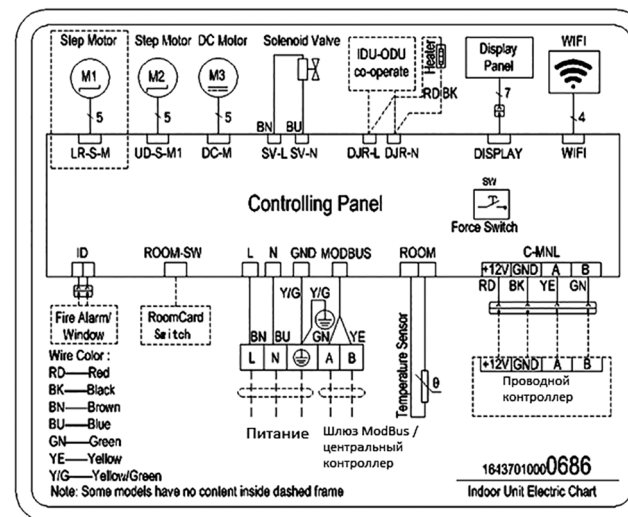 Step Motor Step Motor DC Motor Solenoid Valve
IDU-ODU
co-operate
Heater
Display
Panel
WIFI
M1 M2 M3
RD BK
5 5 5 7 4
BN BU
LR-S-M UD-S-M1 DC-M SV-L SV-N DJR-L DJR-N DISPLAY WIFI
Controlling Panel
SW
Force Switch
ID ROOM-SW L N GND MODBUS ROOM C-MNL
+12V GND A B
RD BK YE GN
Y/G Y/G
Fire Alarm/
Window
RoomCard
Switch
BN BU GN YE
L N A B
Temperature Sensor
θ
+12V GND A B
Проводной
контроллер
Питание
Шлюз ModBus /
центральный
контроллер
Wire Color :
RD—Red
BK—Black
BN—Brown
BU—Blue
GN—Green
YE—Yellow
Y/G—Yellow/Green
Note: Some models have no content inside dashed frame
16437010000686
Indoor Unit Electric Chart